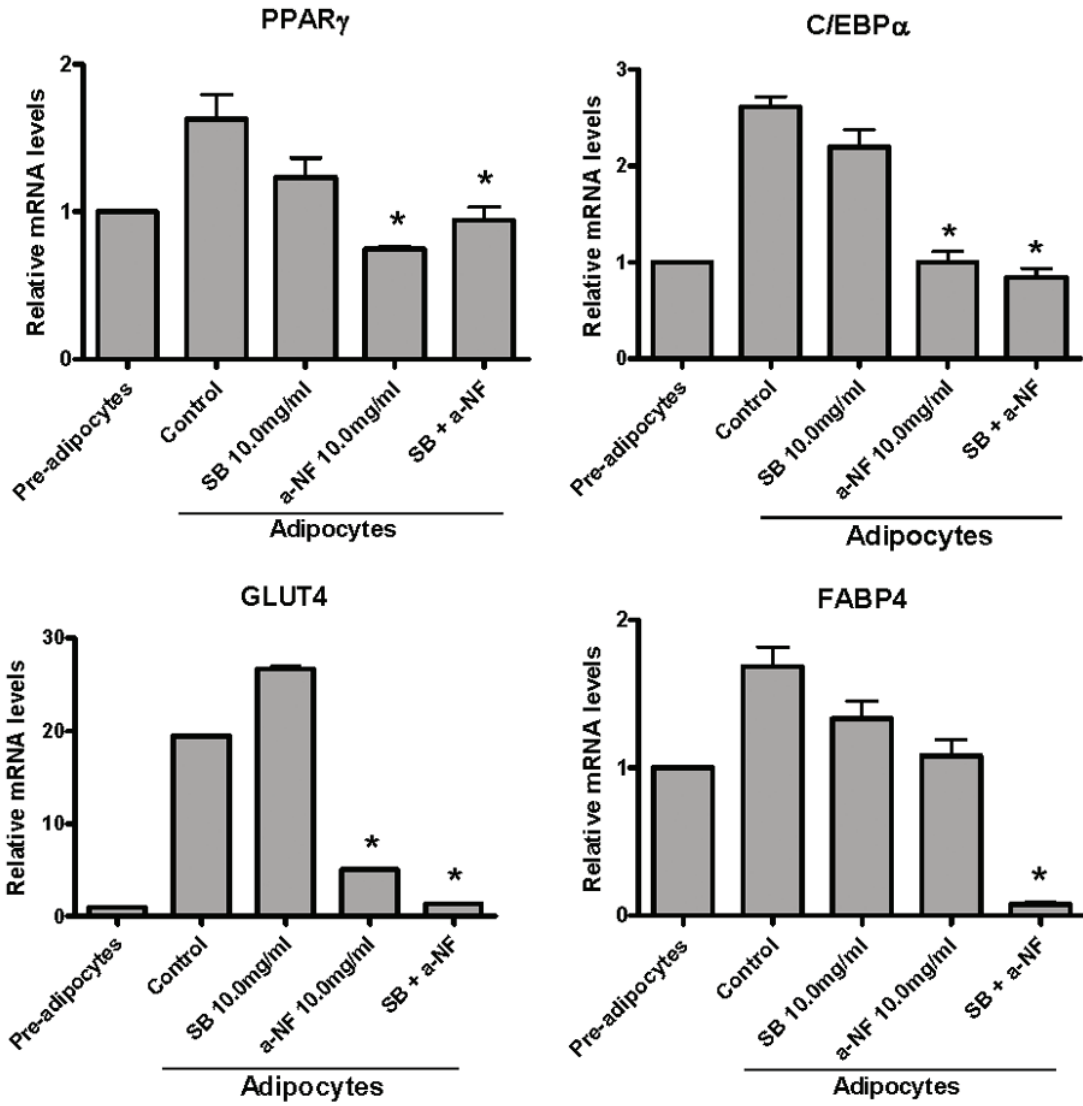 PPARγ
Relative mRNA levels
2
1
0
*
*
Pre-adipocytes
Control
SB 10.0mg/ml
a-NF 10.0mg/ml
SB + a-NF
Adipocytes
C/EBPα
Relative mRNA levels
3
2
1
0
*
*
Pre-adipocytes
Control
SB 10.0mg/ml
a-NF 10.0mg/ml
SB + a-NF
Adipocytes
GLUT4
Relative mRNA levels
30
20
10
0
*
*
Pre-adipocytes
Control
SB 10.0mg/ml
a-NF 10.0mg/ml
SB + a-NF
Adipocytes
FABP4
Relative mRNA levels
2
1
0
*
Pre-adipocytes
Control
SB 10.0mg/ml
a-NF 10.0mg/ml
SB + a-NF
Adipocytes